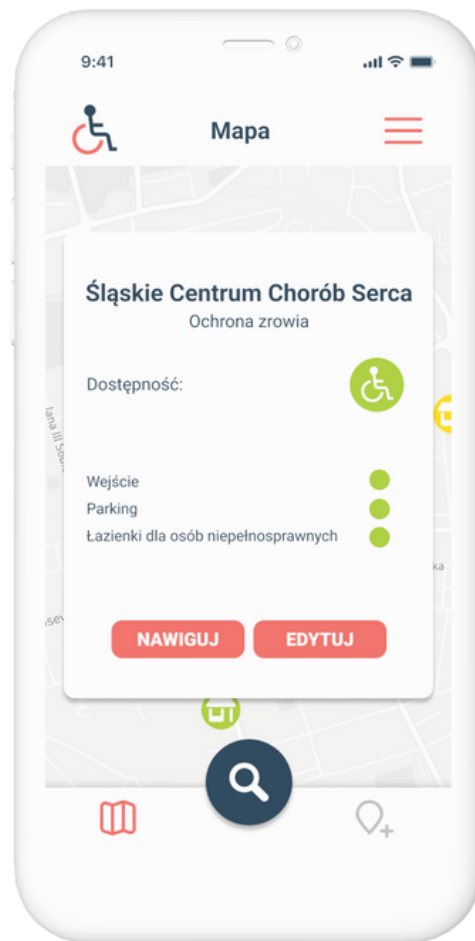 9:41
Mapa
Śląskie Centrum Chorób Serca
Ochrona zrowia
Dostępność:
Wejście
Parking
Łazienki dla osób niepełnosprawnych
NAWIGUJ EDYTUJ